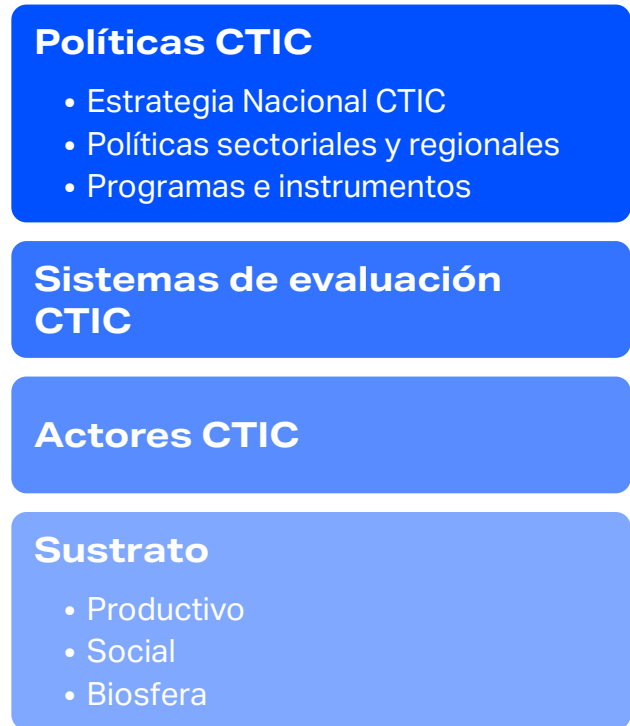 Políticas CTIC
• Estrategia Nacional CTIC
• Políticas sectoriales y regionales
• Programas e instrumentos
Sistemas de evaluación
CTIC
Actores CTIC
Sustrato
• Productivo
• Social
• Biosfera